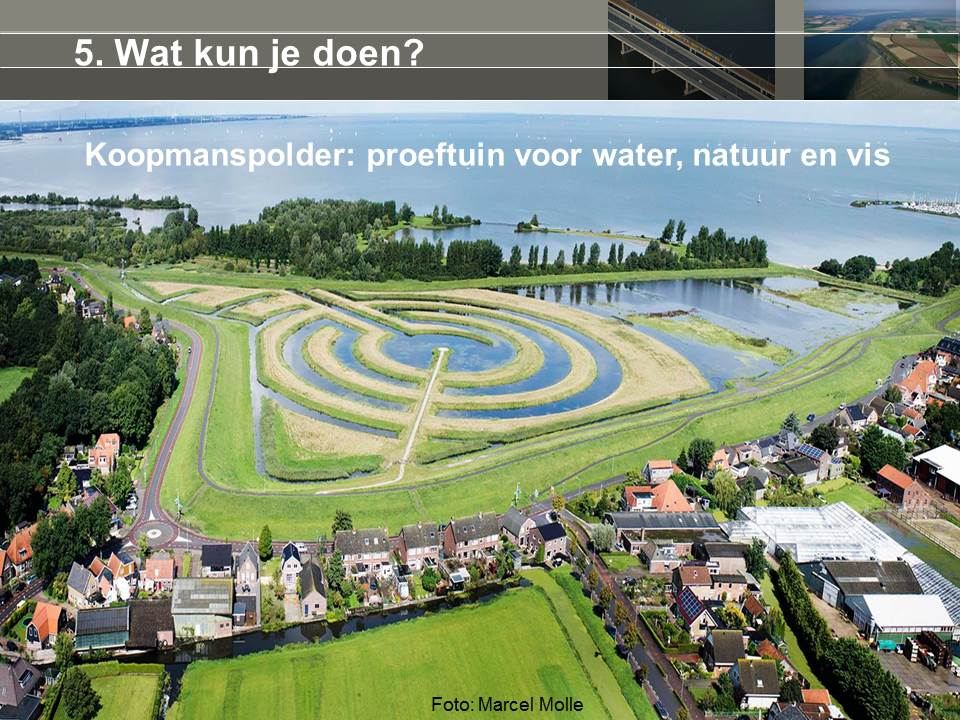 5. Wat kun je doen?
Koopmanspolder: proeftuin voor water, natuur en vis
Foto: Marcel Molle